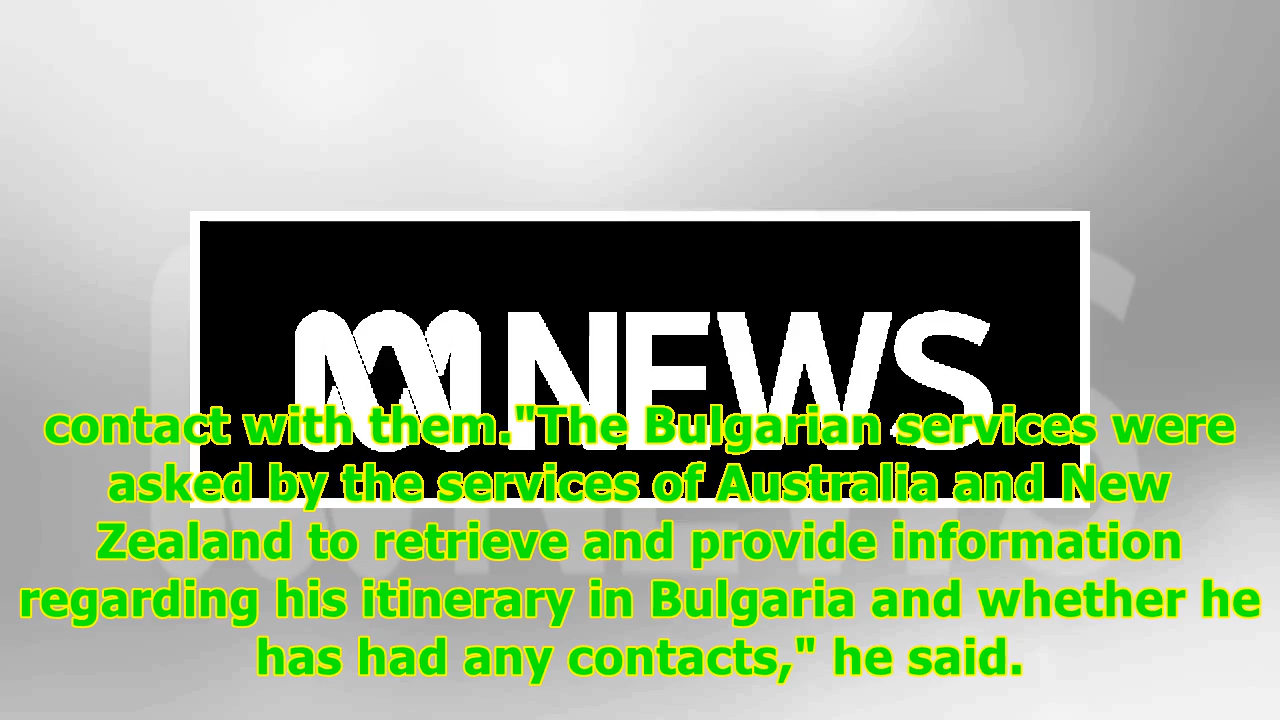 NEWS
contact with them."The Bulgarian services were
asked by the services of Australia and New
Zealand to retrieve and provide information
regarding his itinerary in Bulgaria and whether he
has had any contacts," he said.